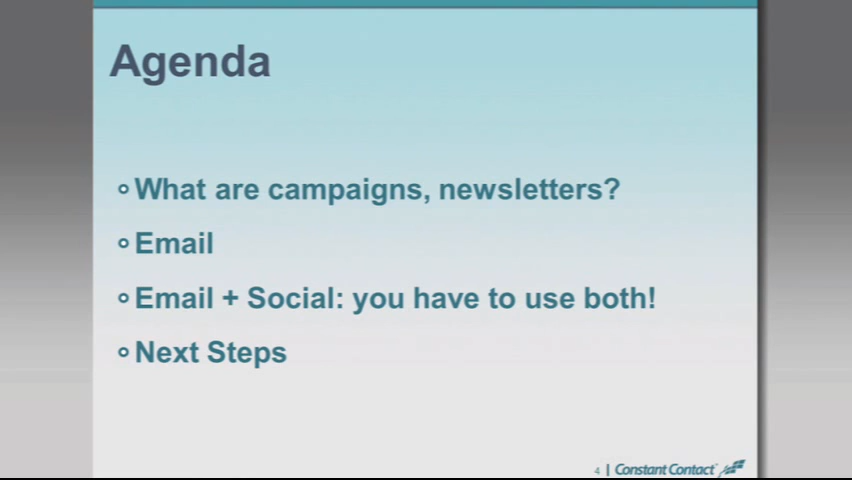 Agenda
What are campaigns, newsletters?
Email
Email + Social: you have to use both!
Next Steps
4 | Constant Contact